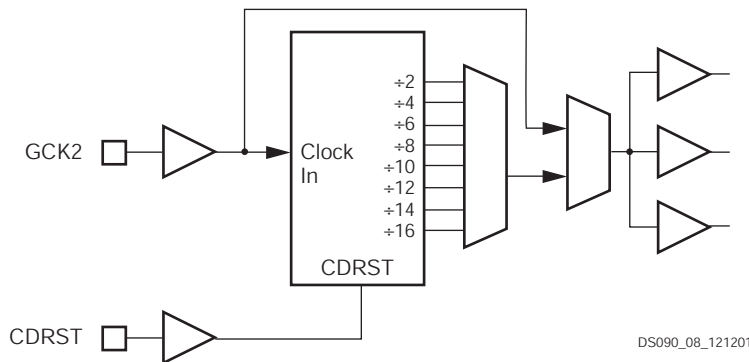 ÷2
÷4
÷6
÷8
÷10
÷12
÷14
÷16
GCK2
Clock
In
CDRST
CDRST
DS090_08_121201